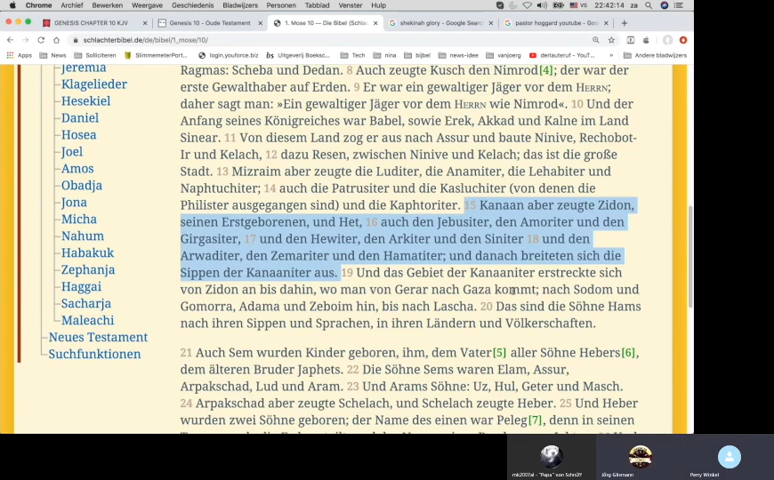 Safari Ablage Bearbeiten Weergave Geschiedenis Bladwijzers Personen Tabblad Venster Help
22:42:14 za
GENESIS CHAPTER 10 KJV
Genesis 10 - Oude Testament
1. Mose 10 — Die Bibel (Schla
shekinah glory - Google Searc
pastor hoggard youtube - Goo
schlachterbibel.de/de/bibel/1_mose/10/
Apps
News
Solliciteren
SlimmemeterPort...
login.youforce.biz
Uitgeverij Boeksc...
Tech
nina
bijbel
news-idee
vanjoerg
derlauteruf - YouT...
Andere bladwijzers
Jeremia
Klagelieder
Hesekiel
Daniel
Hosea
Joel
Amos
Obadja
Jona
Micha
Nahum
Habakuk
Zephanja
Haggai
Sacharja
Maleachi
Neues Testament
Suchfunktionen
Ragmas: Scheba und Dedan. 8 Auch zeugte Kusch den Nimrod[4]; der war der
erste Gewalthaber auf Erden. 9 Er war ein gewaltiger Jäger vor dem HERRN;
daher sagt man: »Ein gewaltiger Jäger vor dem HERRN wie Nimrod«. 10 Und der
Anfang seines Königreiches war Babel, sowie Erek, Akkad und Kalne im Land
Sinear. 11 Von diesem Land zog er aus nach Assur und baute Ninive, Rechobot-
Ir und Kelach, 12 dazu Resen, zwischen Ninive und Kelach; das ist die große
Stadt. 13 Mizraim aber zeugte die Luditer, die Anamiter, die Lehabiter und
Naphtuchiter; 14 auch die Patrusiter und die Kasluchiter (von denen die
Philister ausgegangen sind) und die Kaphtoriter. 15 Kanaan aber zeugte Zidon,
seinen Erstgeborenen, und Het, 16 auch den Jebusiter, den Amoriter und den
Girgasiter, 17 und den Hewiter, den Arkiter und den Siniter 18 und den
Arwaditer, den Zemariter und den Hamatiter; und danach breiteten sich die
Sippen der Kanaaniter aus. 19 Und das Gebiet der Kanaaniter erstreckte sich
von Zidon an bis dahin, wo man von Gerar nach Gaza kommt; nach Sodom und
Gomorra, Adama und Zeboim hin, bis nach Lascha. 20 Das sind die Söhne Hams
nach ihren Sippen und Sprachen, in ihren Ländern und Völkerschaften.
21 Auch Sem wurden Kinder geboren, ihm, dem Vater[5] aller Söhne Hebers[6],
dem älteren Bruder Japhets. 22 Die Söhne Sems waren Elam, Assur,
Arpakschad, Lud und Aram. 23 Und Arams Söhne: Uz, Hul, Geter und Masch.
24 Arpakschad aber zeugte Schelach, und Schelach zeugte Heber. 25 Und Heber
wurden zwei Söhne geboren; der Name des einen war Peleg[7], denn in seinen
Jörg Glismann
Perry Winkel